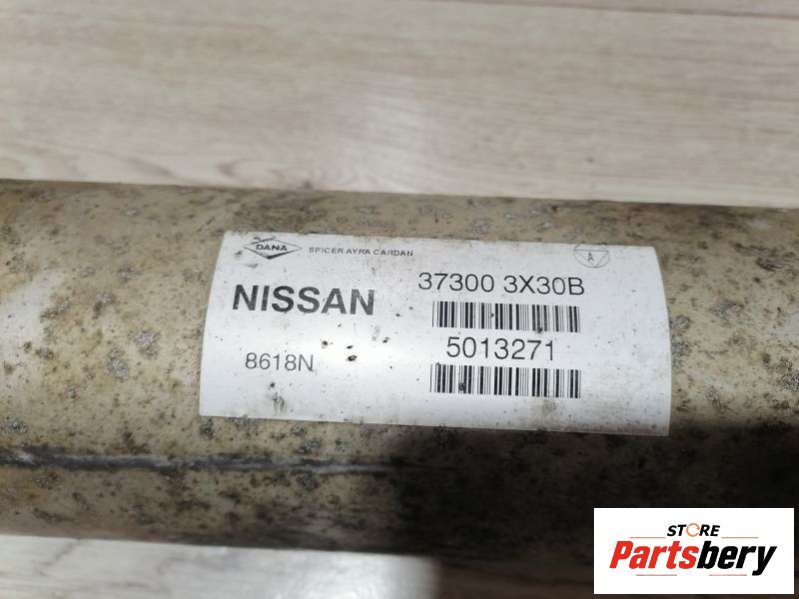 DANA
SPICER AYRA CARDAN
A
NISSAN
37300 3X30B
5013271
8618N
STORE
Partsbery